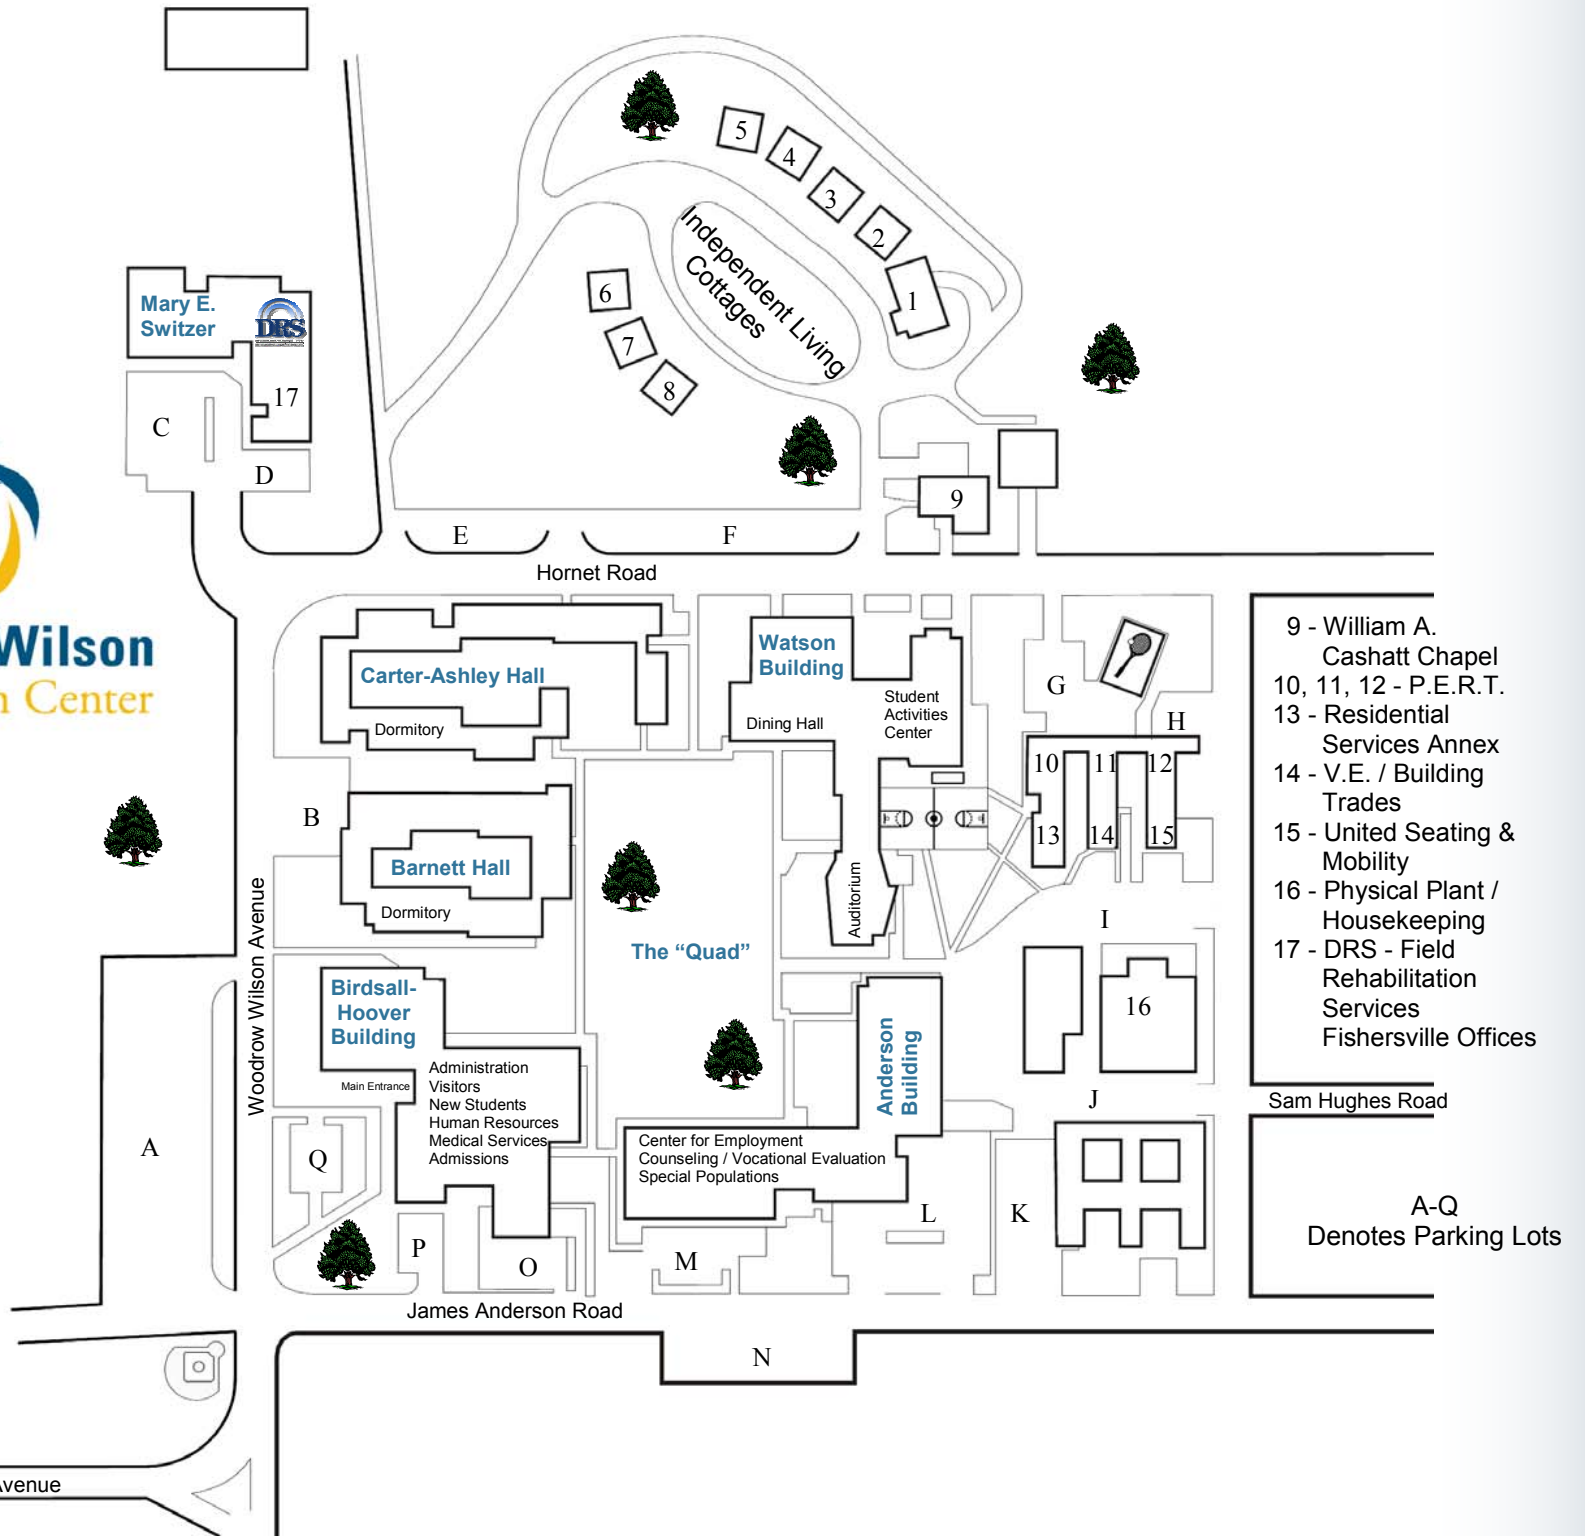 5
4
3
2
1
Independent Living
Cottages
6
7
8
Mary E.
Switzer
DRS
17
C
D
9
E
F
Hornet Road
Wilson
n Center
Carter-Ashley Hall
Dormitory
Watson
Building
Dining Hall
Student
Activities
Center
G
H
10
11
12
13
14
15
B
Barnett Hall
Dormitory
Auditorium
The “Quad”
I
Woodrow Wilson Avenue
Birdsall-
Hoover
Building
Main Entrance
Administration
Visitors
New Students
Human Resources
Medical Services
Admissions
Anderson
Building
16
J
A
Q
Center for Employment
Counseling / Vocational Evaluation
Special Populations
L
K
P
O
M
James Anderson Road
N
Avenue
9 - William A.
Cashatt Chapel
10, 11, 12 - P.E.R.T.
13 - Residential
Services Annex
14 - V.E. / Building
Trades
15 - United Seating &
Mobility
16 - Physical Plant /
Housekeeping
17 - DRS - Field
Rehabilitation
Services
Fishersville Offices
Sam Hughes Road
A-Q
Denotes Parking Lots